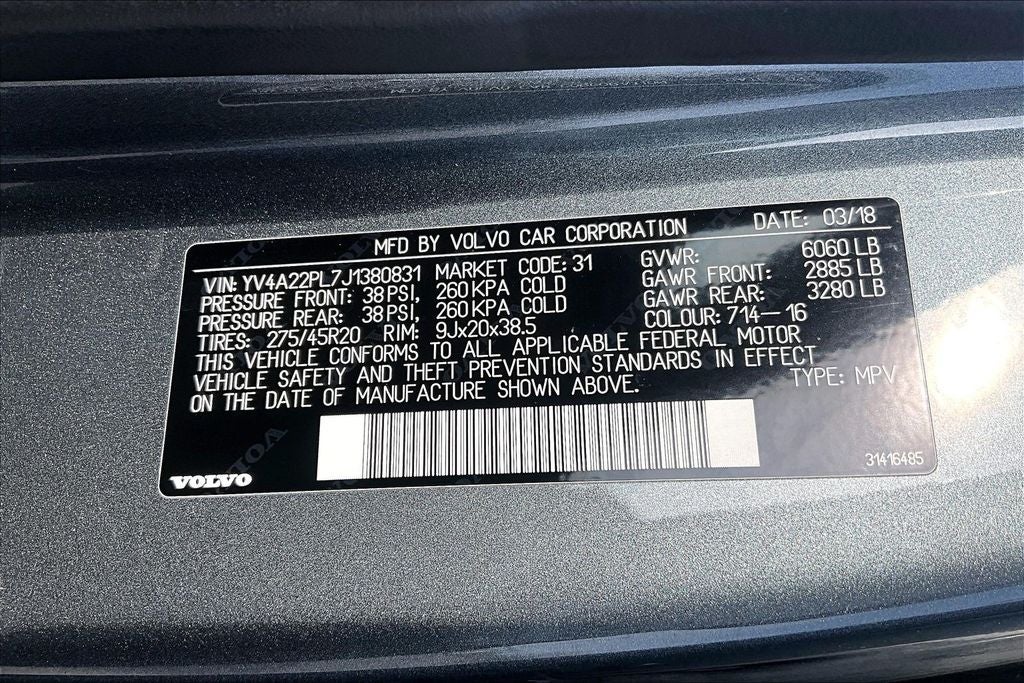 MFD BY VOLVO CAR CORPORATION DATE: 03/18
VIN: YV4A22PL7J1380831 MARKET CODE: 31 GVWR: 6060 LB
PRESSURE FRONT: 38 PSI, 260 KPA COLD GAWR FRONT: 2885 LB
PRESSURE REAR: 38 PSI, 260 KPA COLD GAWR REAR: 3280 LB
TIRES: 275/45R20 RIM: 9Jx20x38.5 COLOUR: 714-16
THIS VEHICLE CONFORMS TO ALL APPLICABLE FEDERAL MOTOR
VEHICLE SAFETY AND THEFT PREVENTION STANDARDS IN EFFECT
ON THE DATE OF MANUFACTURE SHOWN ABOVE. TYPE: MPV
VOLVO 31416485